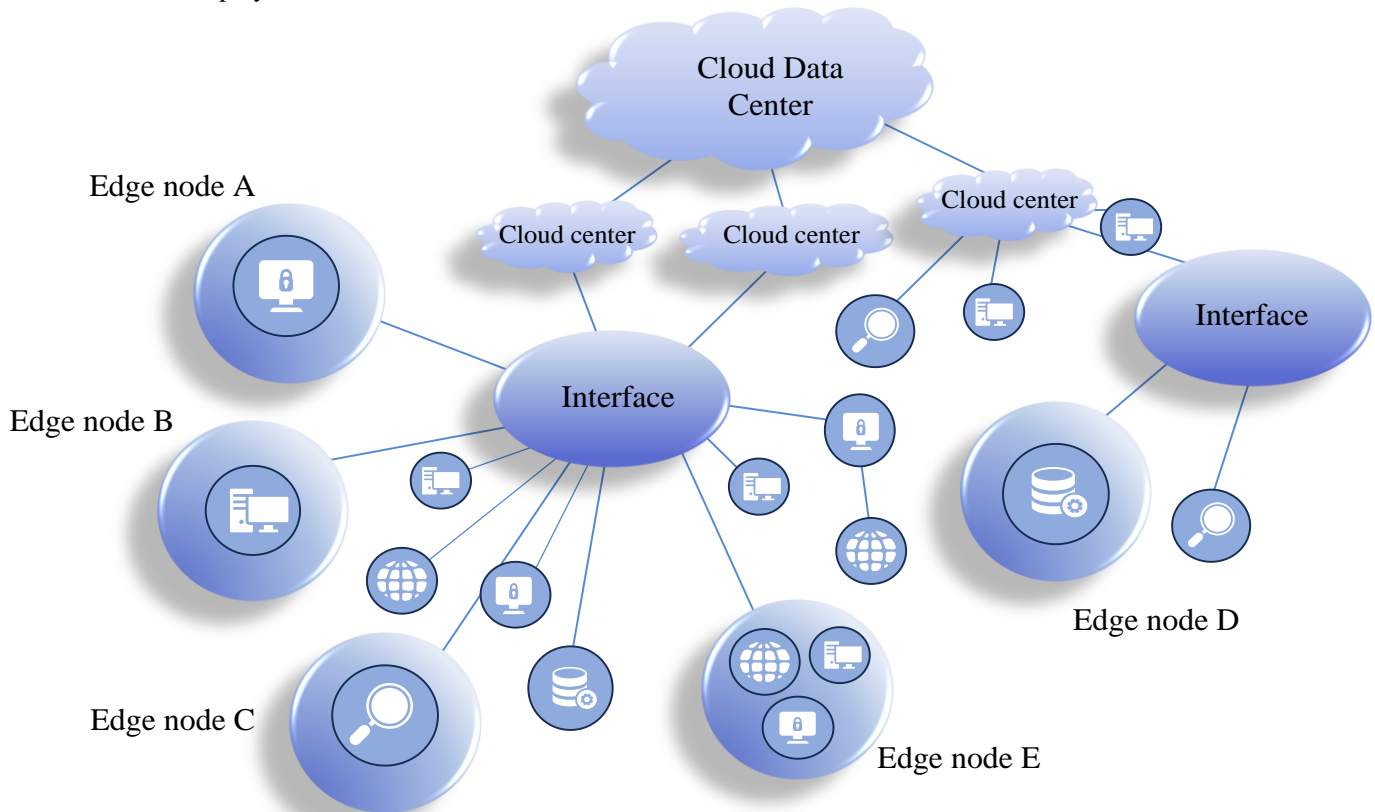 Cloud Data
Center
Edge node A
Cloud center
Cloud center
Cloud center
Interface
Interface
Edge node B
Edge node D
Edge node C
Edge node E